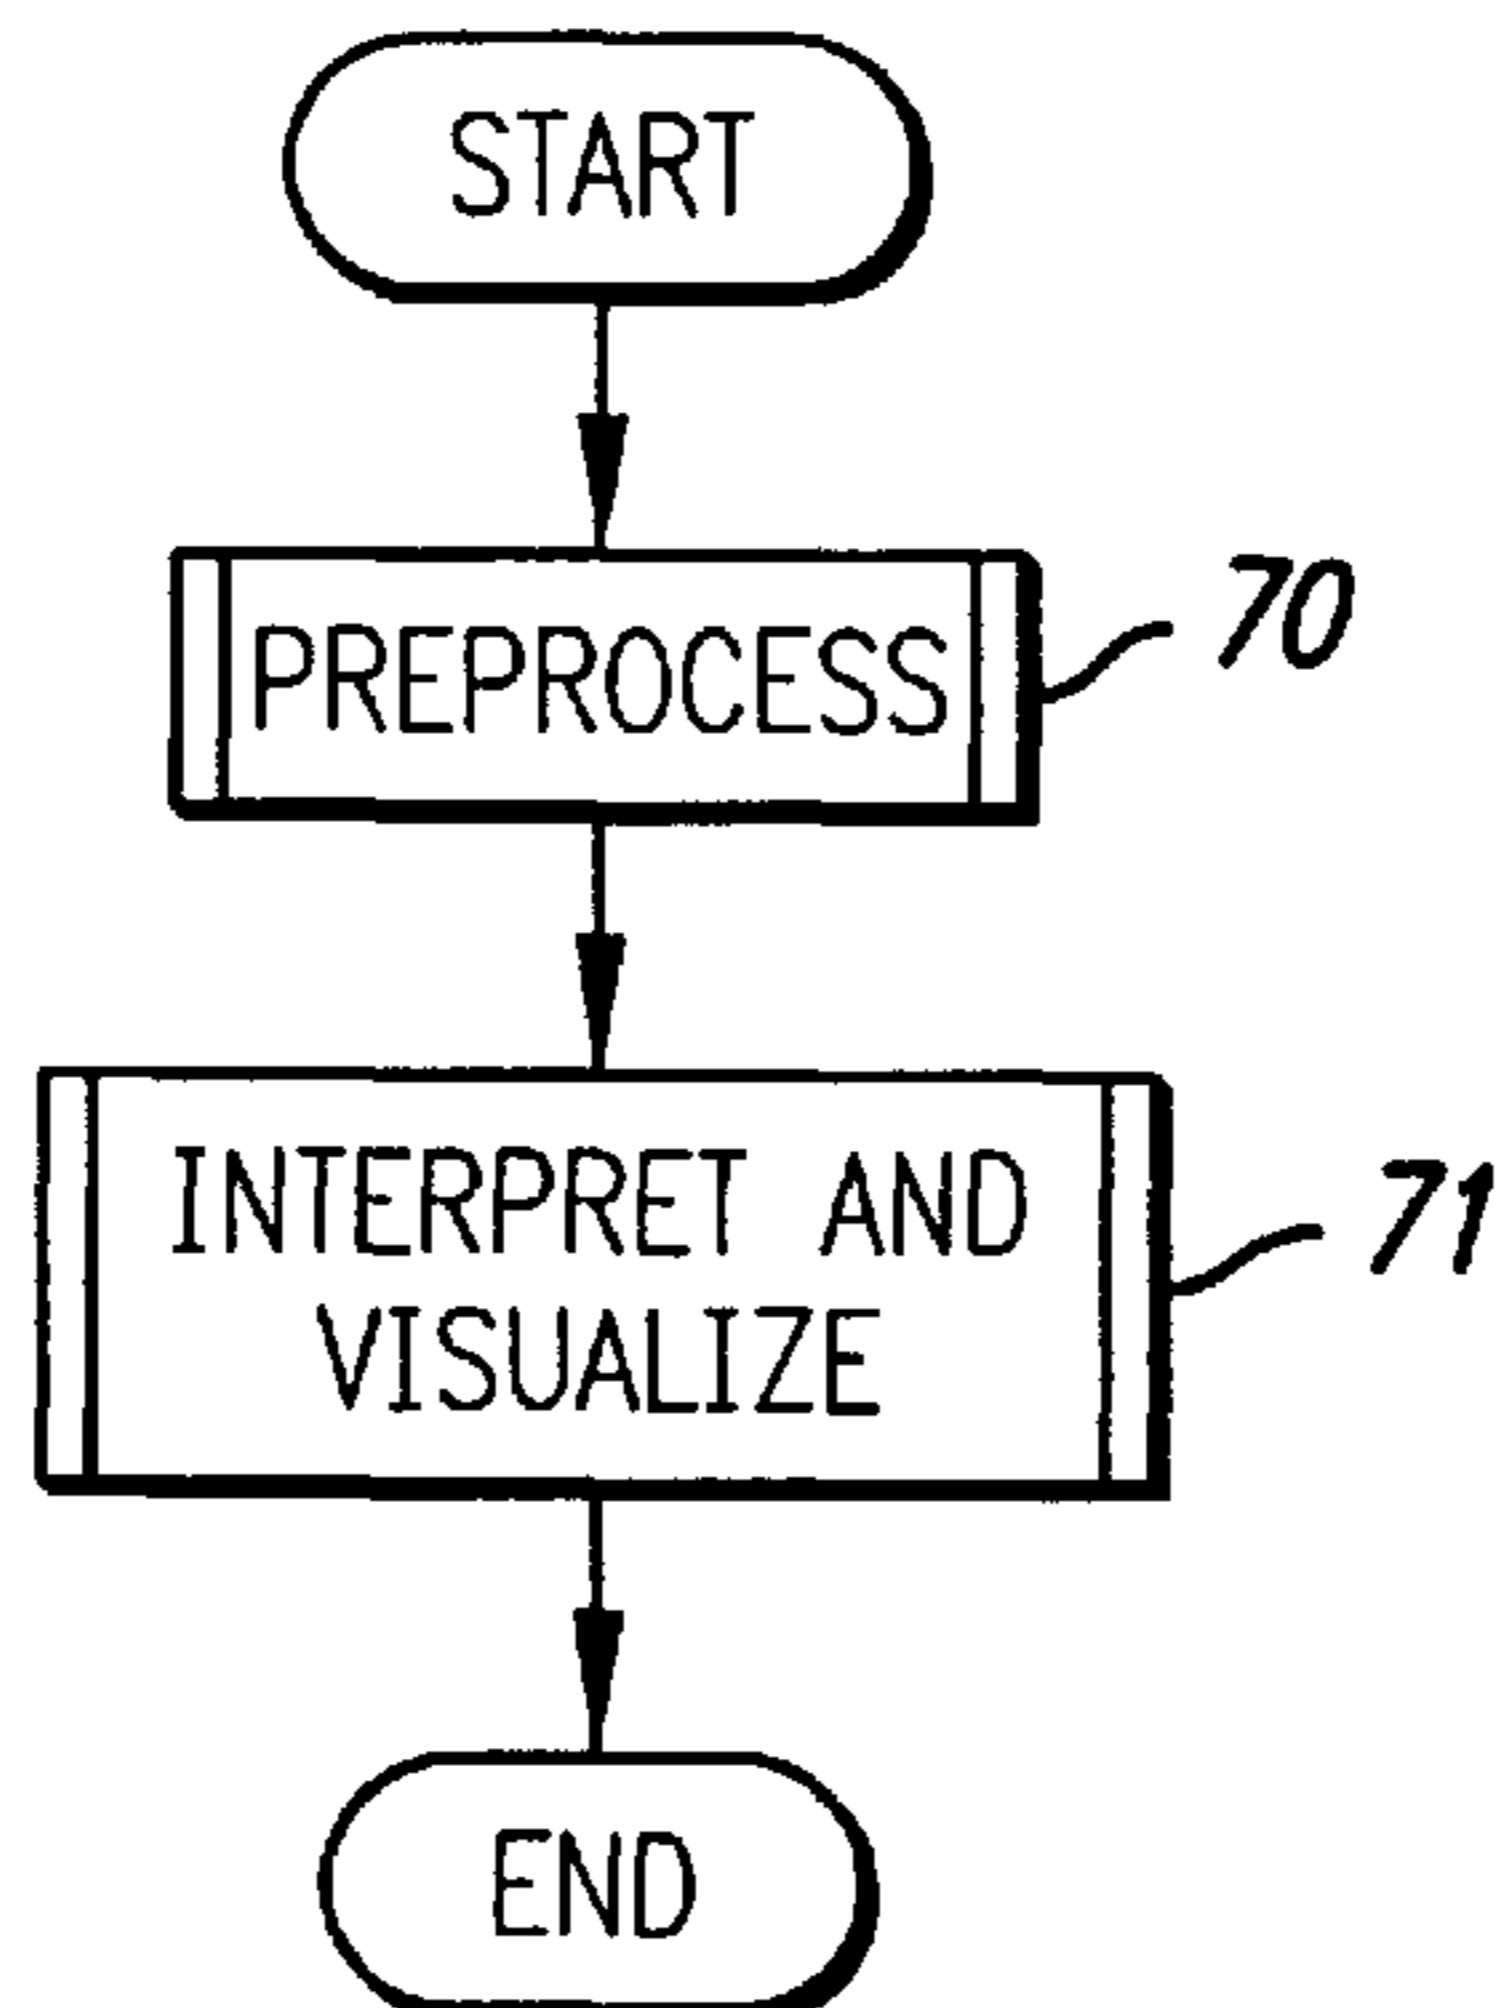 START
PREPROCESS
70
INTERPRET AND
VISUALIZE
71
END